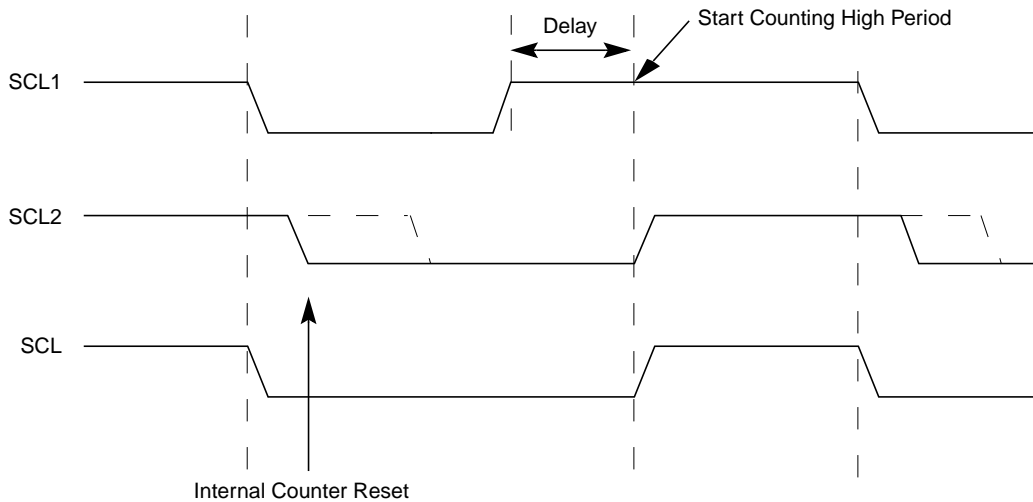 Start Counting High Period
Delay
SCL1
SCL2
SCL
Internal Counter Reset